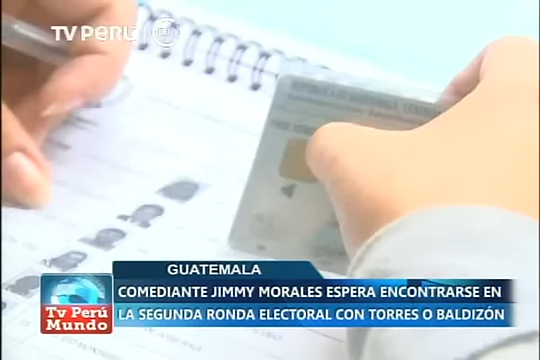 TV PERÚ
GUATEMALA
COMEDIANTE JIMMY MORALES ESPERA ENCONTRARSE EN
LA SEGUNDA RONDA ELECTORAL CON TORRES O BALDIZÓN
Tv Perú
Mundo